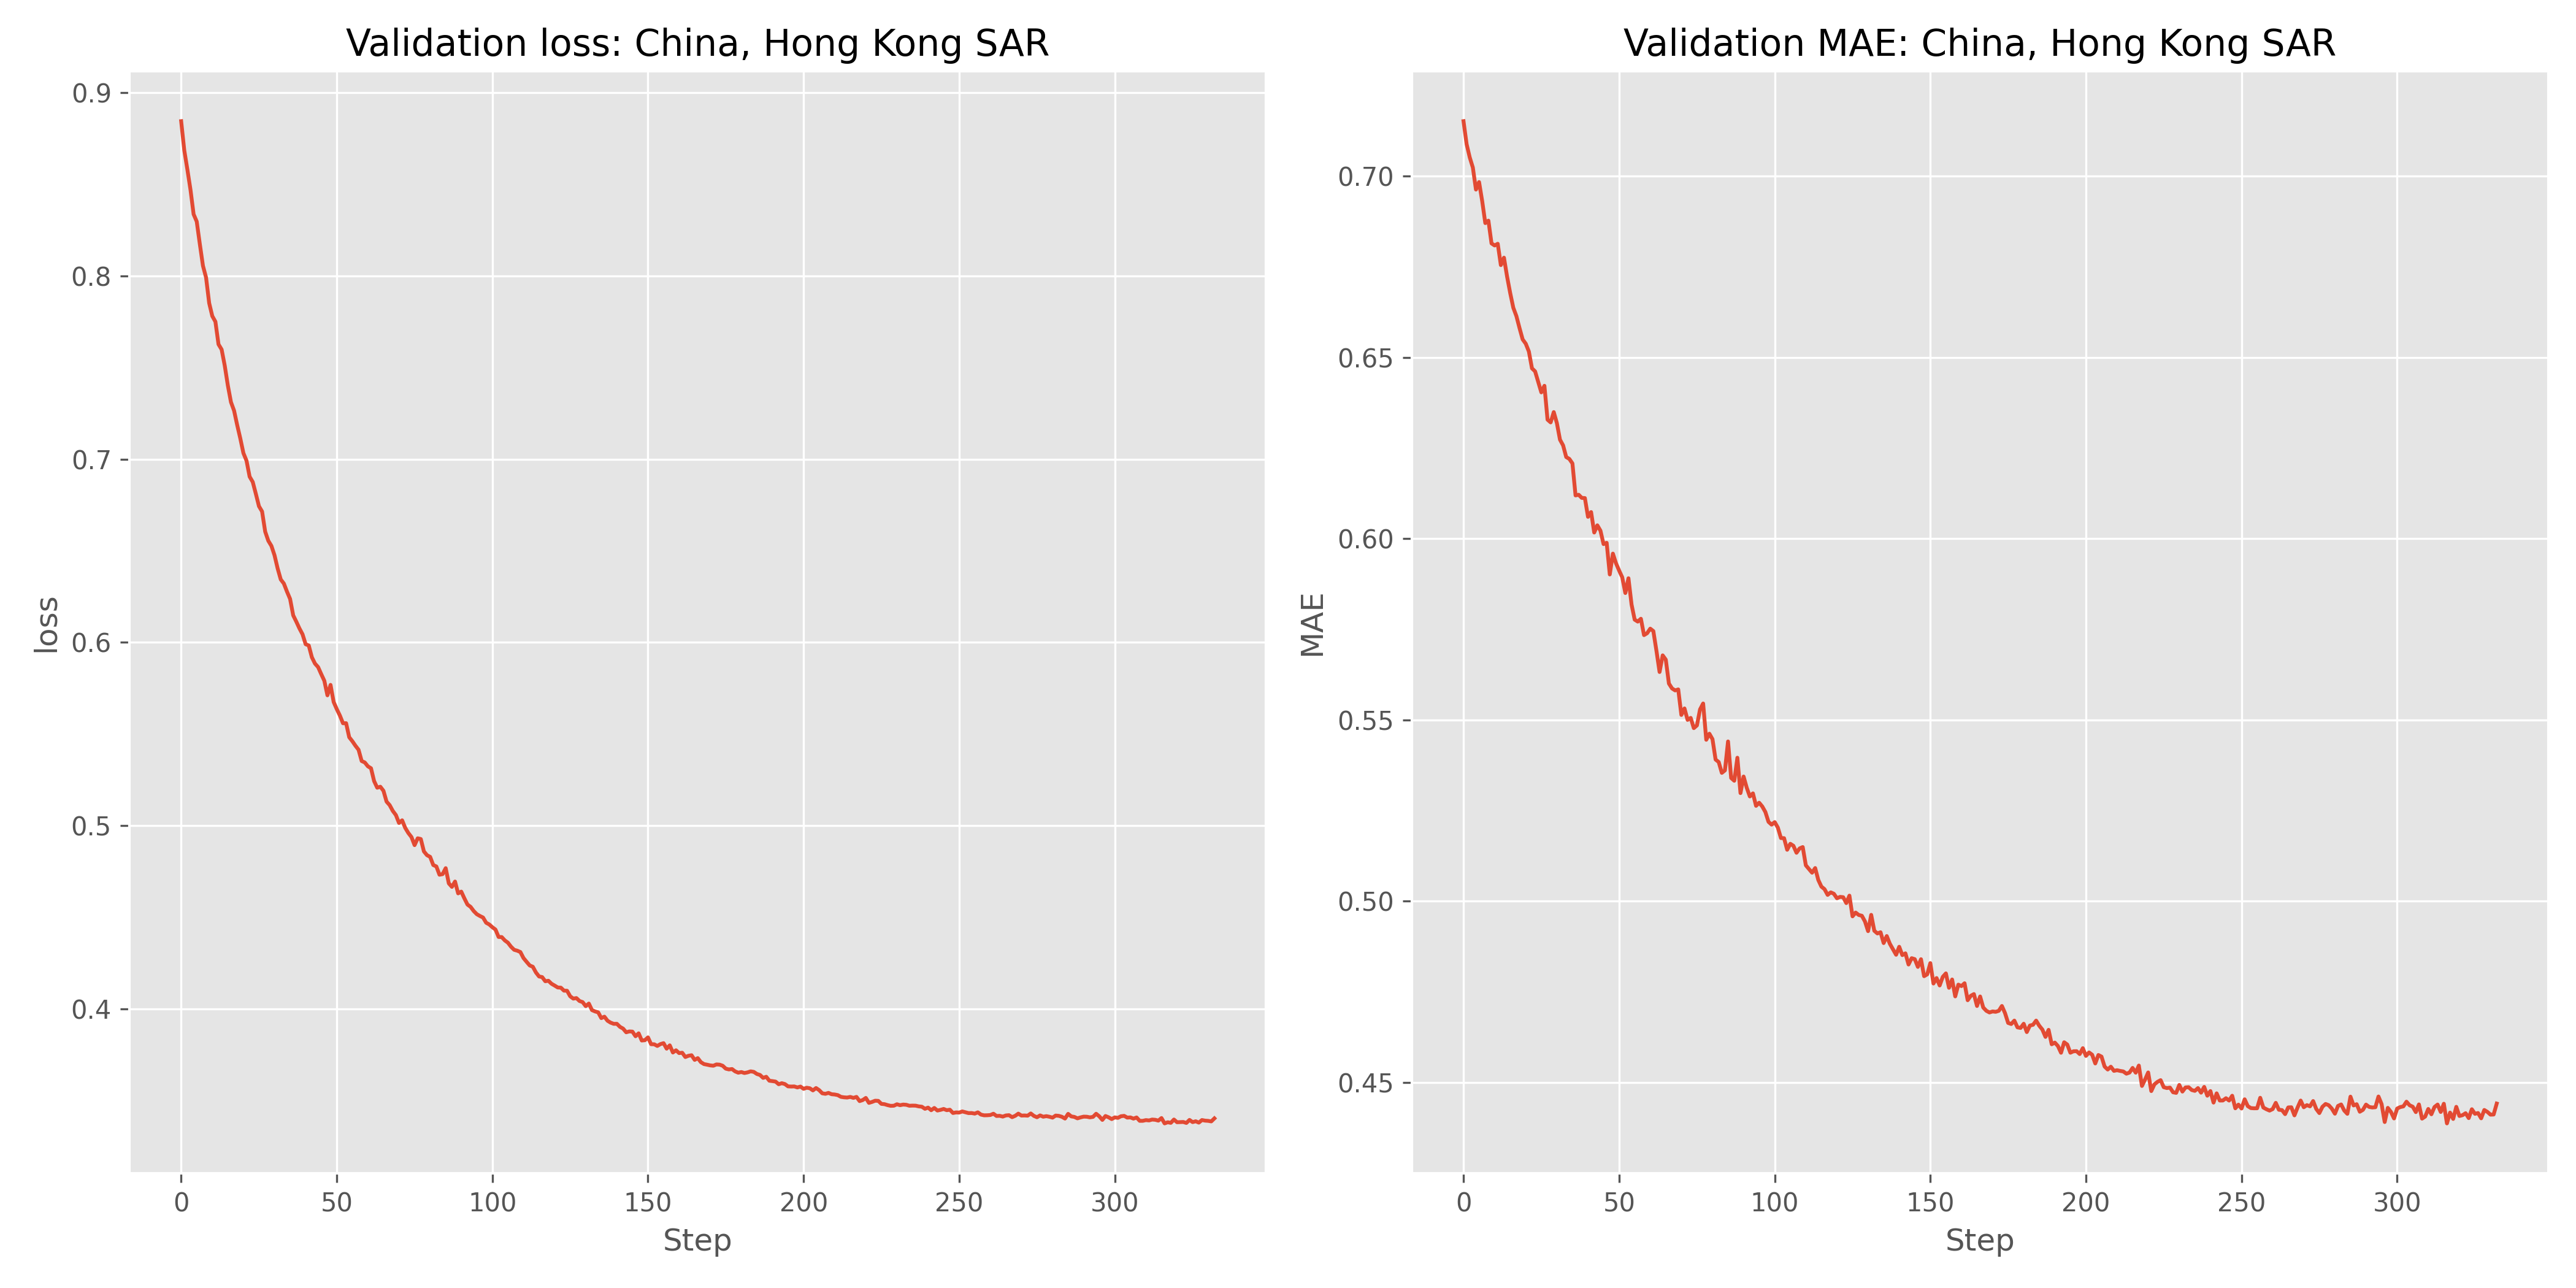 Validation loss: China, Hong Kong SAR
0.9
0.8
0.7
0.6
0.5
0.4
loss
0 50 100 150 200 250 300
Step
Validation MAE: China, Hong Kong SAR
0.70
0.65
0.60
0.55
0.50
0.45
MAE
0 50 100 150 200 250 300
Step